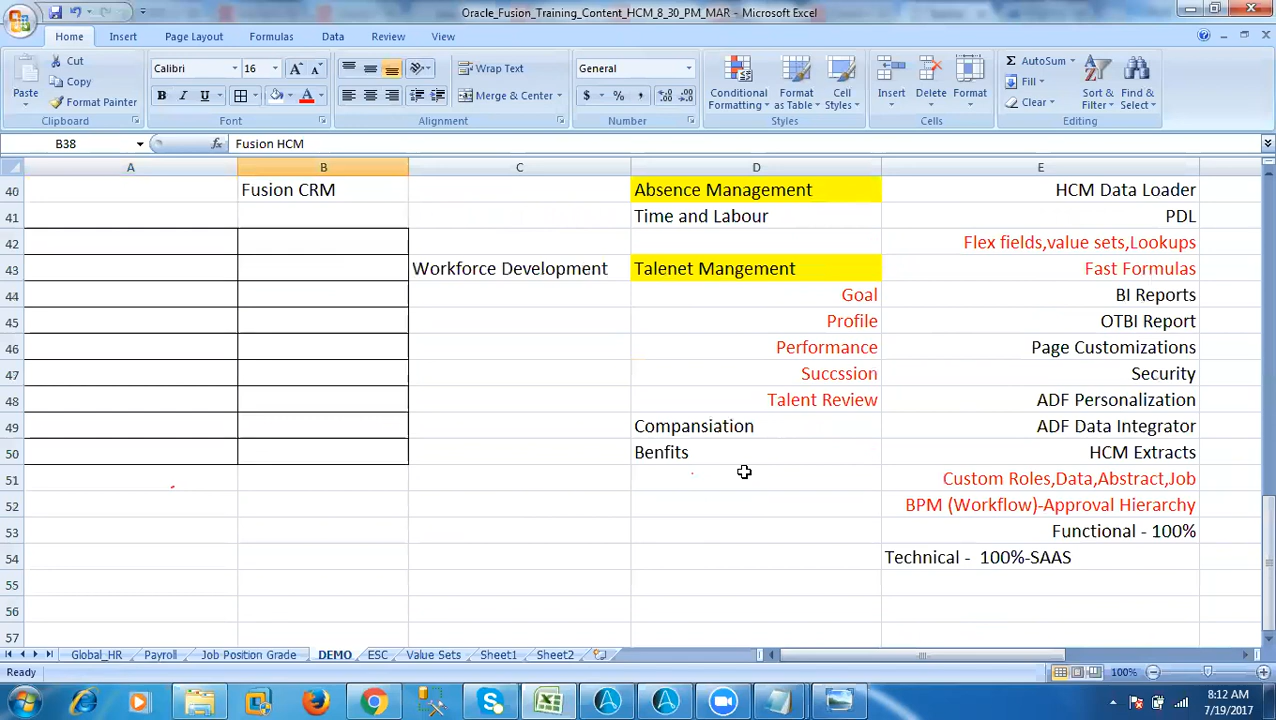 Oracle_Fusion_Training_Content_HCM_8_30_PM_MAR - Microsoft Excel
Home Insert Page Layout Formulas Data Review View
Paste
Cut
Copy
Format Painter
Clipboard
Calibri 16
B I U
Font
Wrap Text
Merge & Center
Alignment
General
$ % ,
Number
Conditional Formatting
Format as Table
Cell Styles
Styles
Insert Delete Format
Cells
AutoSum
Fill
Clear
Sort & Filter
Find & Select
Editing
B38 fx Fusion HCM
A B C D E
40 Fusion CRM Absence Management HCM Data Loader
41 Time and Labour PDL
42 Flex fields,value sets,Lookups
43 Workforce Development Talenet Mangement Fast Formulas
44 Goal BI Reports
45 Profile OTBI Report
46 Performance Page Customizations
47 Succssion Security
48 Talent Review ADF Personalization
49 Compansiation ADF Data Integrator
50 Benfits HCM Extracts
51 Custom Roles,Data,Abstract,Job
52 BPM (Workflow)-Approval Hierarchy
53 Functional - 100%
54 Technical - 100%-SAAS
55
56
57
Global_HR Payroll Job Position Grade DEMO ESC Value Sets Sheet1 Sheet2
Ready 100%
8:12 AM
7/19/2017